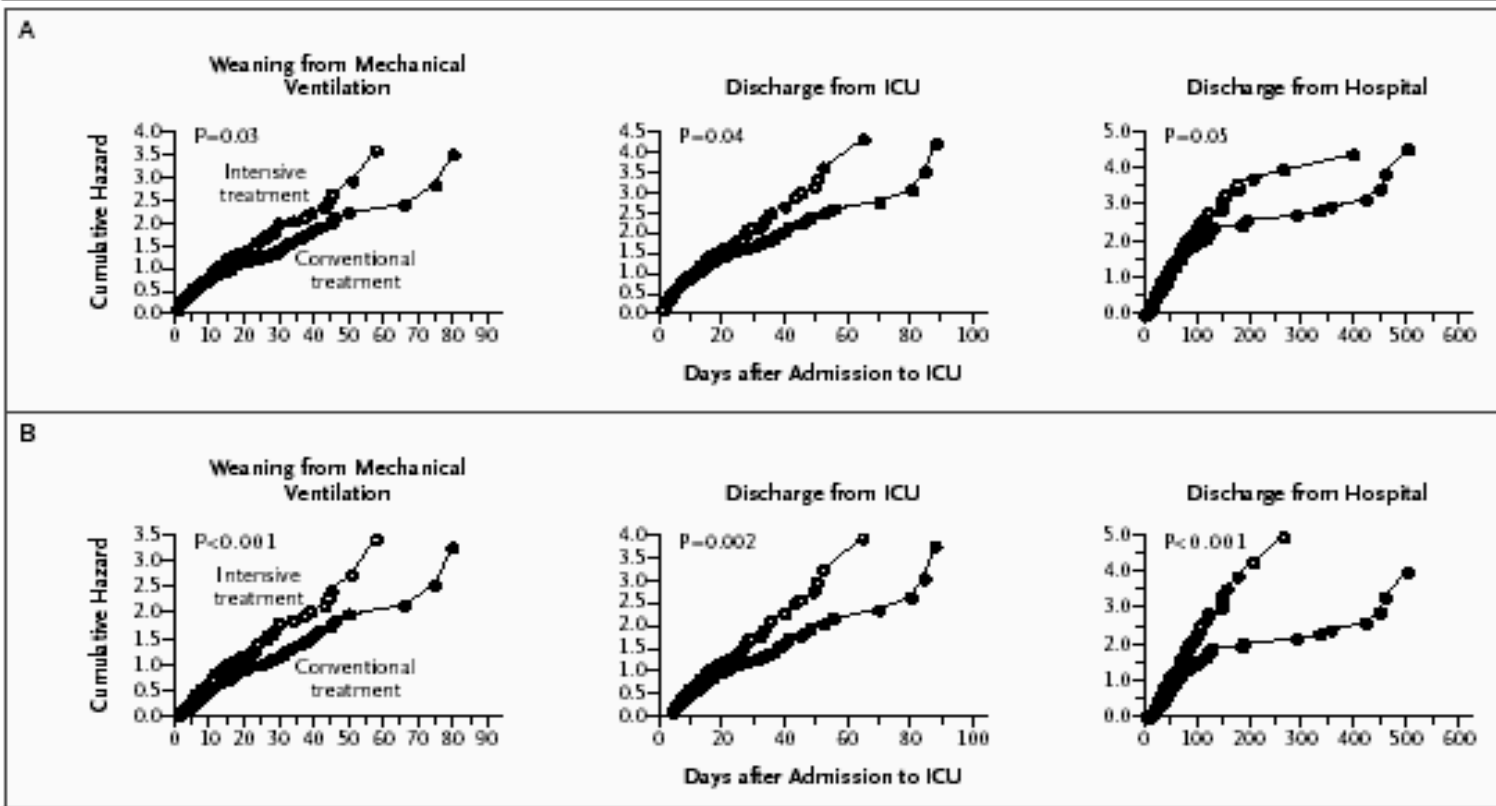 A
Weaning from Mechanical
Ventilation
P=0.03
Intensive
treatment
Conventional
treatment
Cumulative Hazard
4.0
3.5
3.0
2.5
2.0
1.5
1.0
0.5
0.0
0 10 20 30 40 50 60 70 80 90
Discharge from ICU
P=0.04
4.5
4.0
3.5
3.0
2.5
2.0
1.5
1.0
0.5
0.0
0 20 40 60 80 100
Days after Admission to ICU
Discharge from Hospital
P=0.05
5.0
4.0
3.0
2.0
1.0
0.0
0 100 200 300 400 500 600
B
Weaning from Mechanical
Ventilation
P<0.001
Intensive
treatment
Conventional
treatment
Cumulative Hazard
3.5
3.0
2.5
2.0
1.5
1.0
0.5
0.0
0 10 20 30 40 50 60 70 80 90
Discharge from ICU
P=0.002
4.0
3.5
3.0
2.5
2.0
1.5
1.0
0.5
0.0
0 20 40 60 80 100
Days after Admission to ICU
Discharge from Hospital
P<0.001
5.0
4.0
3.0
2.0
1.0
0.0
0 100 200 300 400 500 600